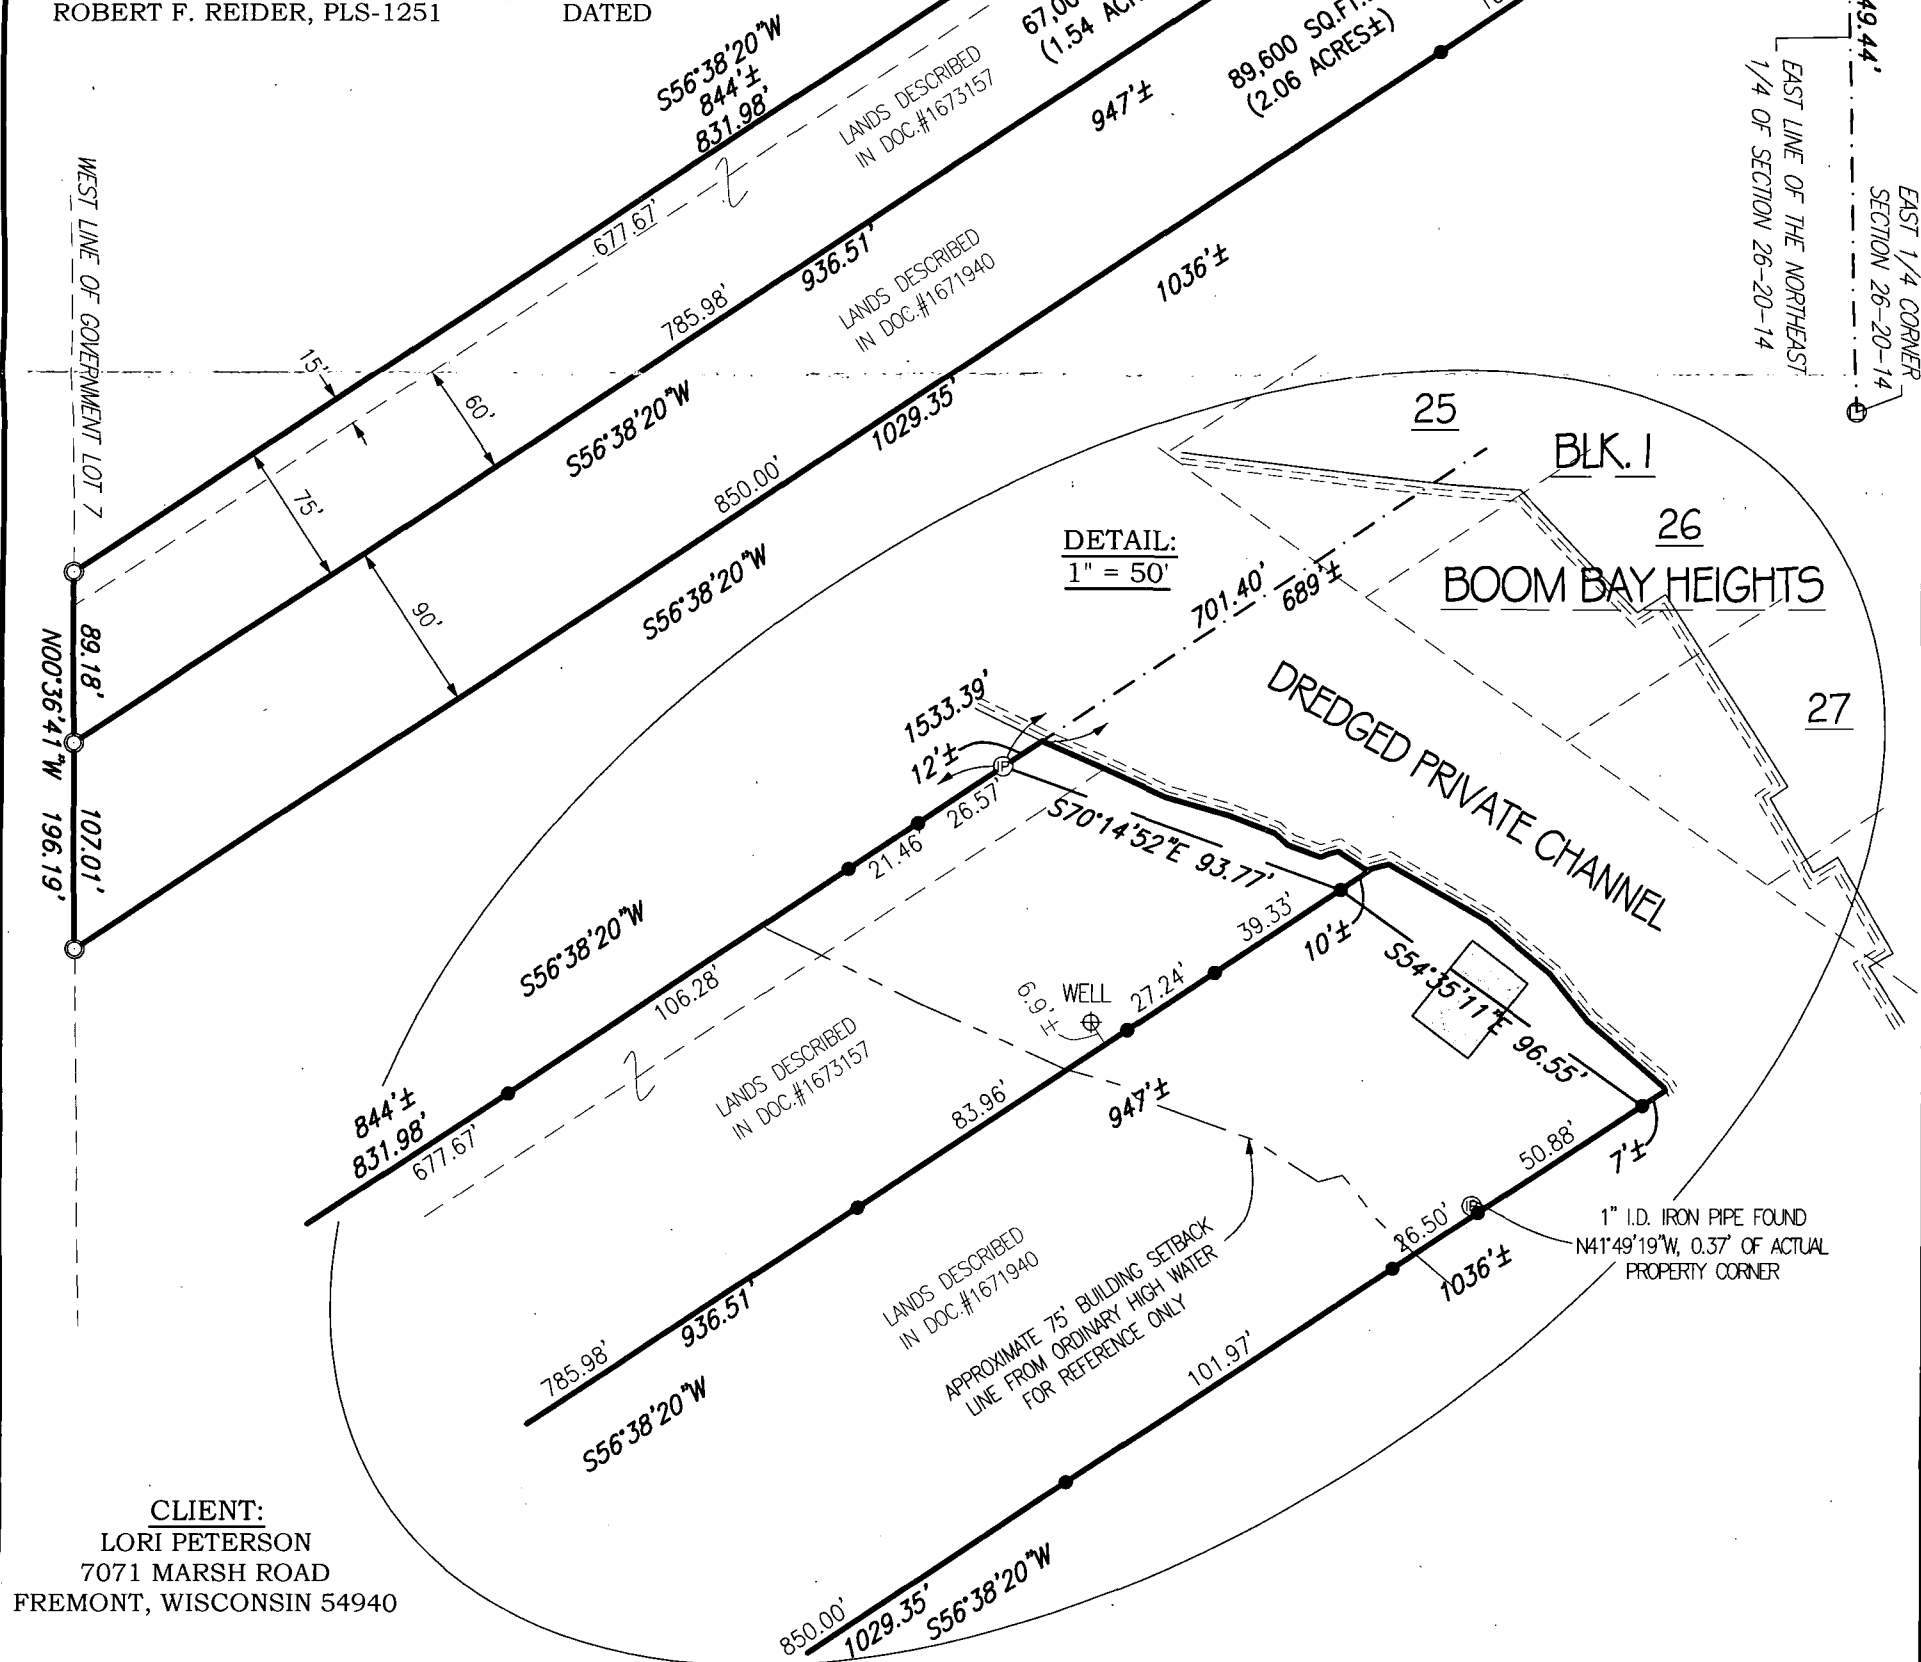 ROBERT F. REIDER, PLS-1251
DATED
S56°38'20"W
844'±
831.98'
677.67'
LANDS DESCRIBED
IN DOC.#1673157
(1.54
947'±
89,600 SQ.FT.
(2.06 ACRES±)
49.44'
EAST LINE OF THE NORTHEAST
1/4 OF SECTION 26-20-14
EAST 1/4 CORNER
SECTION 26-20-14
WEST LINE OF GOVERNMENT LOT 7
785.98'
936.51'
LANDS DESCRIBED
IN DOC.#1671940
1036'±
15'
60'
75'
90'
S56°38'20"W
850.00'
1029.35'
S56°38'20"W
89.18'
N00°36'41"W 196.19'
107.01'
DETAIL:
1" = 50'
25
BLK. 1
26
BOOM BAY HEIGHTS
27
701.40'
689'±
DREDGED PRIVATE CHANNEL
1533.39'
12'±
IP
26.57'
21.46'
S70°14'52"E 93.77'
39.33'
10'±
S54°35'11"E 96.55'
S56°38'20"W
106.28'
6.9'±
WELL
27.24'
LANDS DESCRIBED
IN DOC.#1673157
83.96'
947'±
844'±
831.98'
677.67'
50.88'
7'±
IP
1" I.D. IRON PIPE FOUND
N41°49'19"W, 0.37' OF ACTUAL
PROPERTY CORNER
26.50'
1036'±
LANDS DESCRIBED
IN DOC.#1671940
APPROXIMATE 75' BUILDING SETBACK
LINE FROM ORDINARY HIGH WATER
FOR REFERENCE ONLY
785.98'
936.51'
S56°38'20"W
101.97'
850.00'
1029.35'
S56°38'20"W
CLIENT:
LORI PETERSON
7071 MARSH ROAD
FREMONT, WISCONSIN 54940